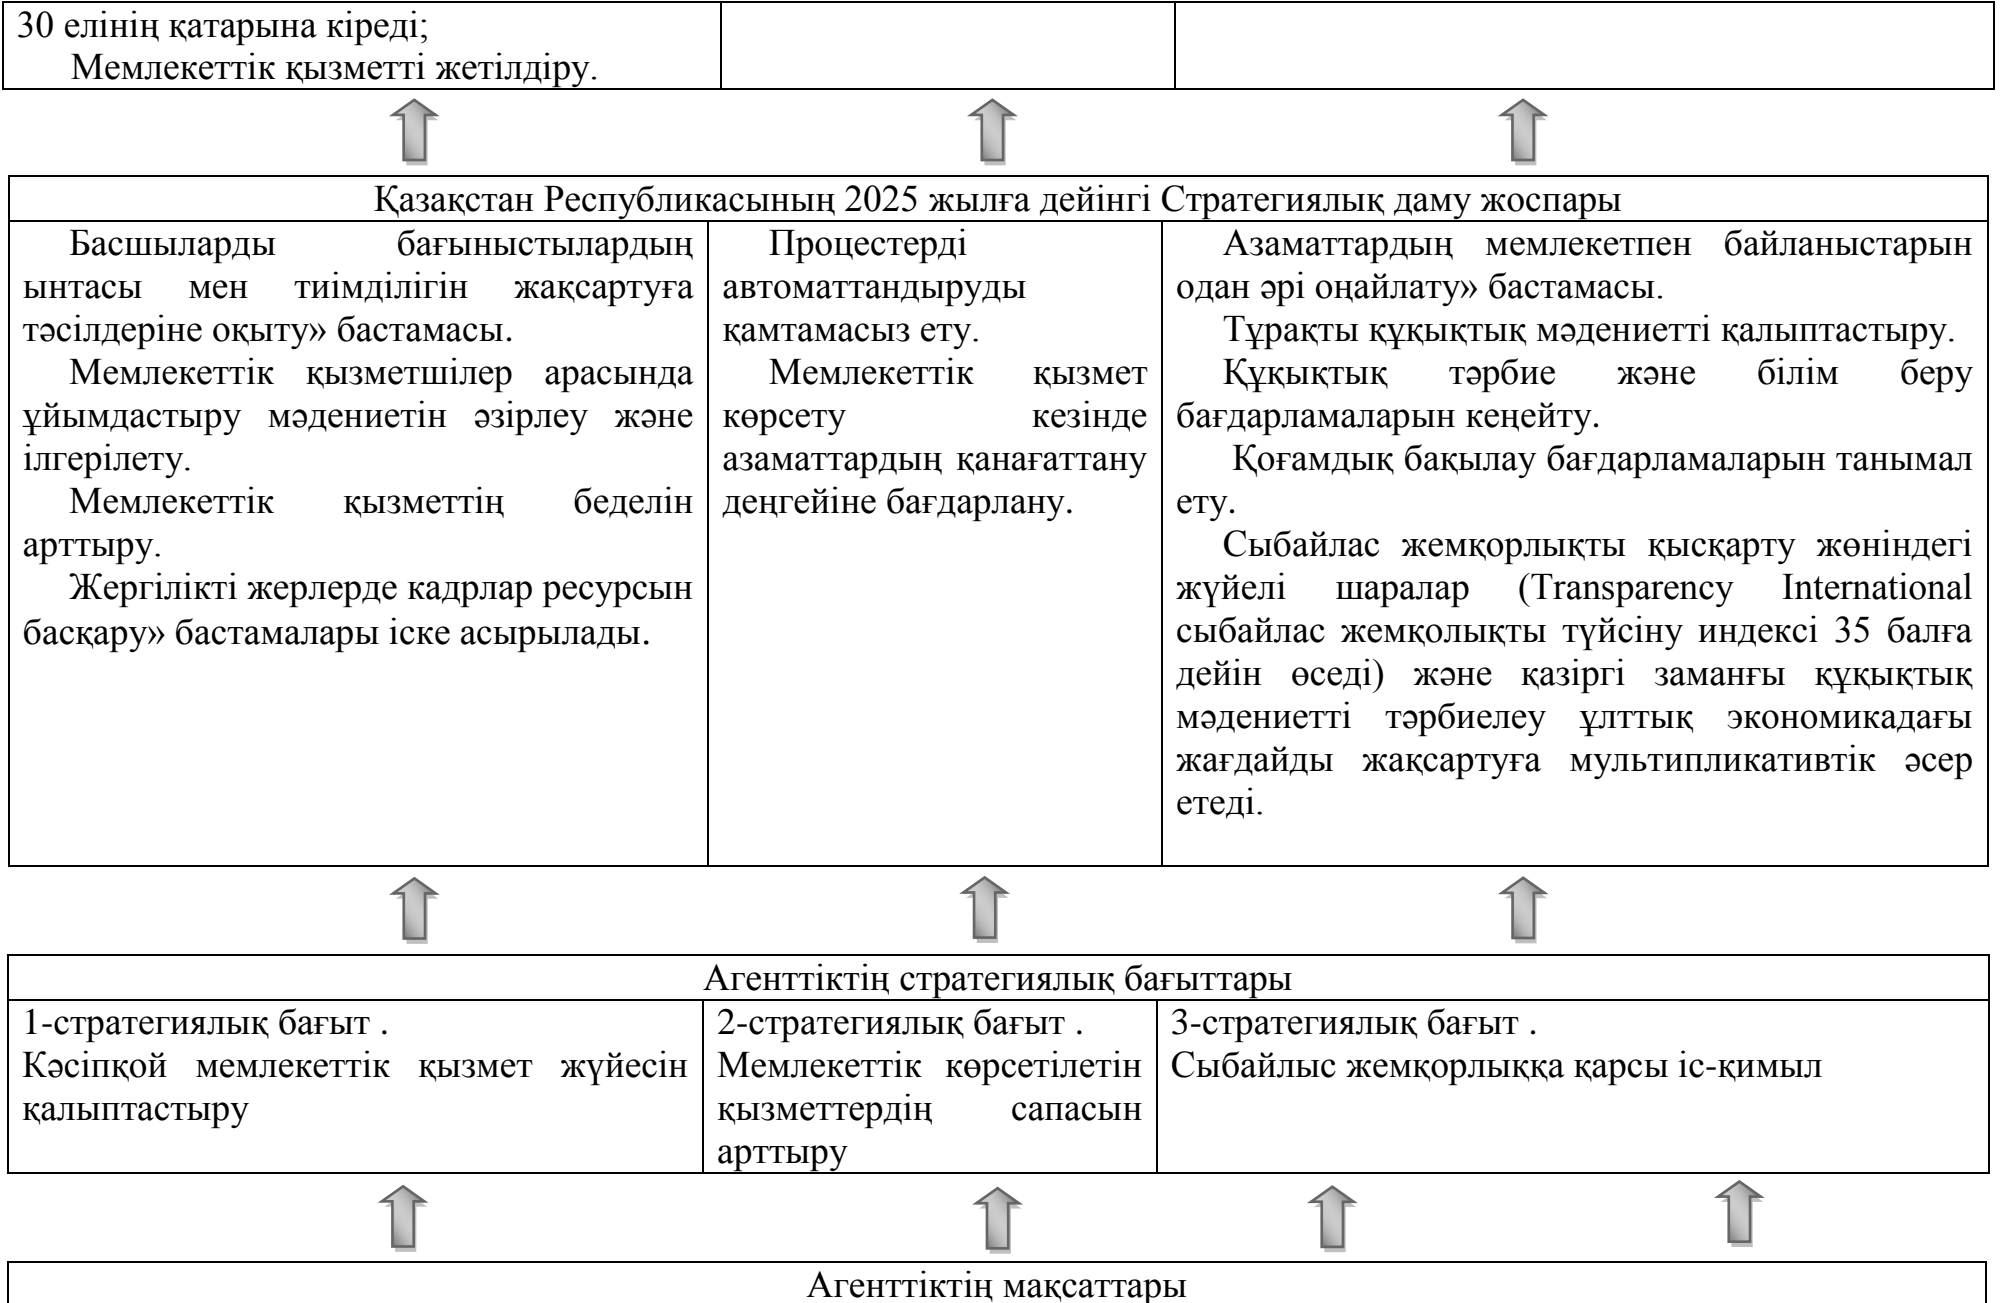 30 елінің қатарына кіреді;
Мемлекеттік қызметті жетілдіру.
Қазақстан Республикасының 2025 жылға дейінгі Стратегиялық даму жоспары
Басшыларды бағыныстылардың
ынтасы мен тиімділігін жақсартуға
тәсілдеріне оқыту» бастамасы.
Мемлекеттік қызметшілер арасында
ұйымдастыру мәдениетін әзірлеу және
ілгерілету.
Мемлекеттік қызметтің беделін
арттыру.
Жергілікті жерлерде кадрлар ресурсын
басқару» бастамалары іске асырылады.
Процестерді
автоматтандыруды
қамтамасыз ету.
Мемлекеттік қызмет
көрсету кезінде
азаматтардың қанағаттану
деңгейіне бағдарлану.
Азаматтардың мемлекетпен байланыстарын
одан әрі оңайлату» бастамасы.
Тұрақты құқықтық мәдениетті қалыптастыру.
Құқықтық тәрбие және білім беру
бағдарламаларын кеңейту.
Қоғамдық бақылау бағдарламаларын танымал
ету.
Сыбайлас жемқорлықты қысқарту жөніндегі
жүйелі шаралар (Transparency International
сыбайлас жемқолықты түйсіну индексі 35 балға
дейін өседі) және қазіргі заманғы құқықтық
мәдениетті тәрбиелеу ұлттық экономикадағы
жағдайды жақсартуға мультипликативтік әсер
етеді.
Агенттіктің стратегиялық бағыттары
1-стратегиялық бағыт .
Кәсіпқой мемлекеттік қызмет жүйесін
қалыптастыру
2-стратегиялық бағыт .
Мемлекеттік көрсетілетін
қызметтердің сапасын
арттыру
3-стратегиялық бағыт .
Сыбайлыс жемқорлыққа қарсы іс-қимыл
Агенттіктің мақсаттары